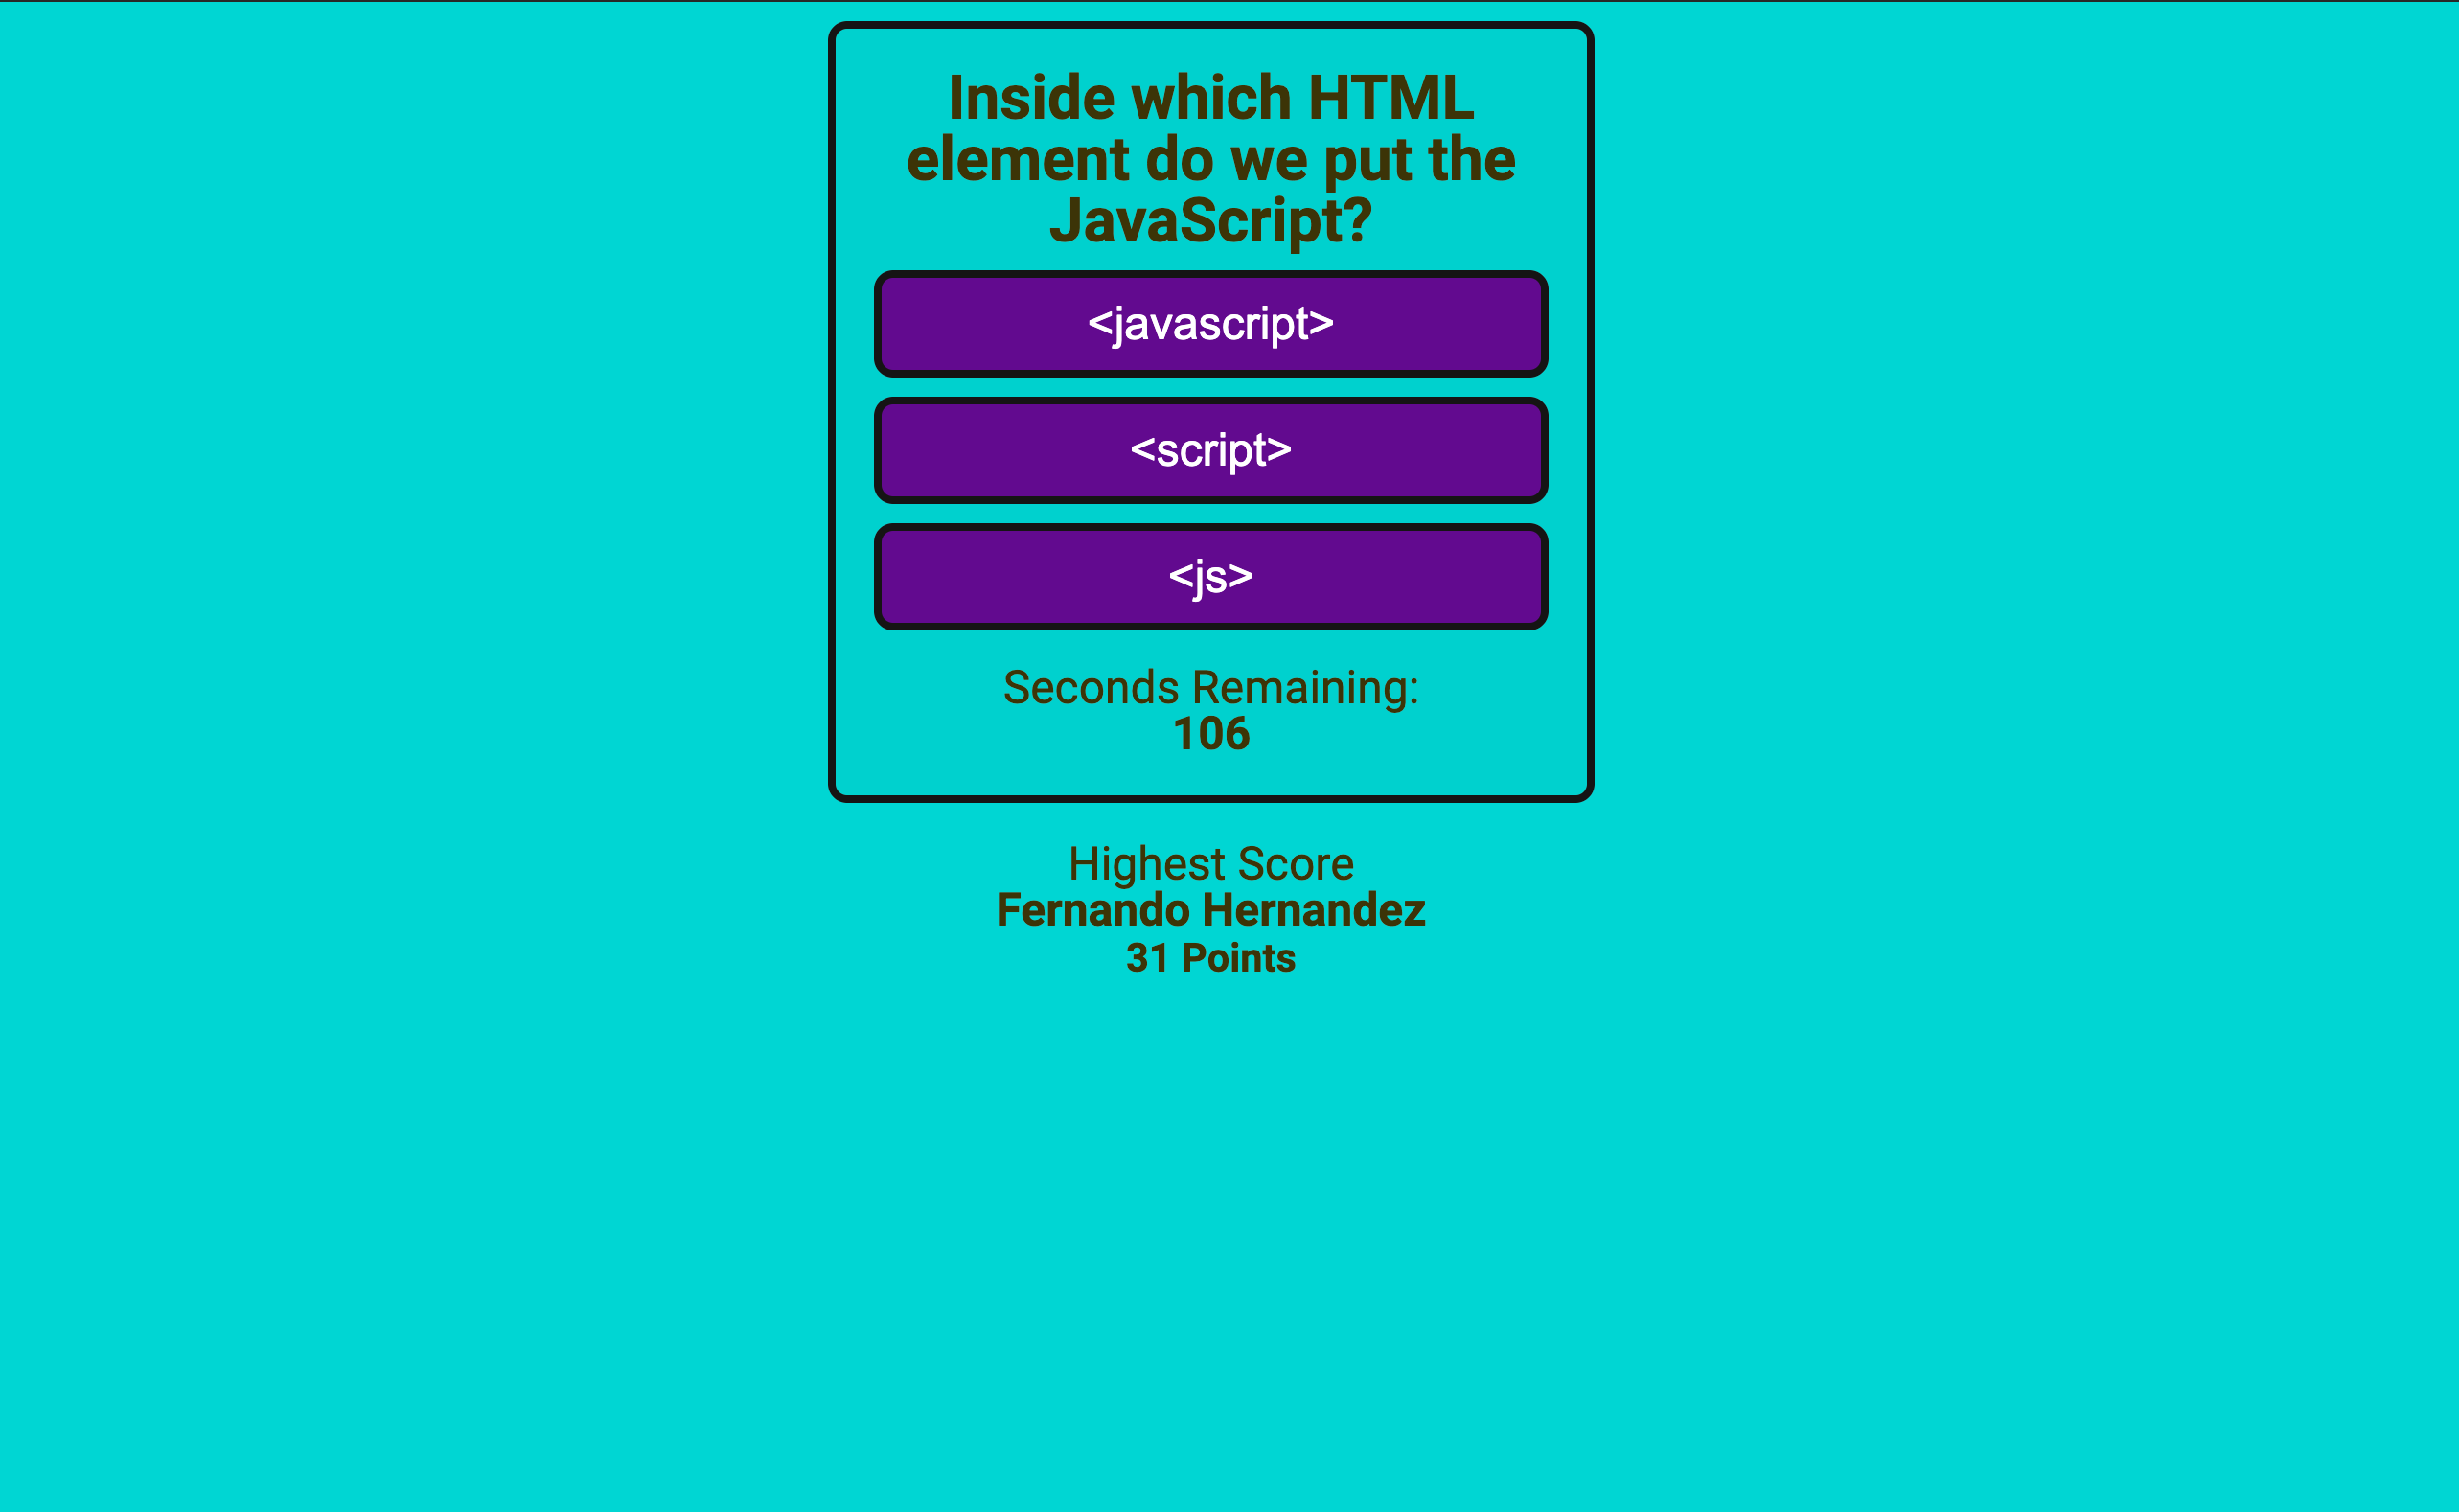 Inside which HTML
element do we put the
JavaScript?
<javascript>
<script>
<js>
Seconds Remaining:
106
Highest Score
Fernando Hernandez
31 Points